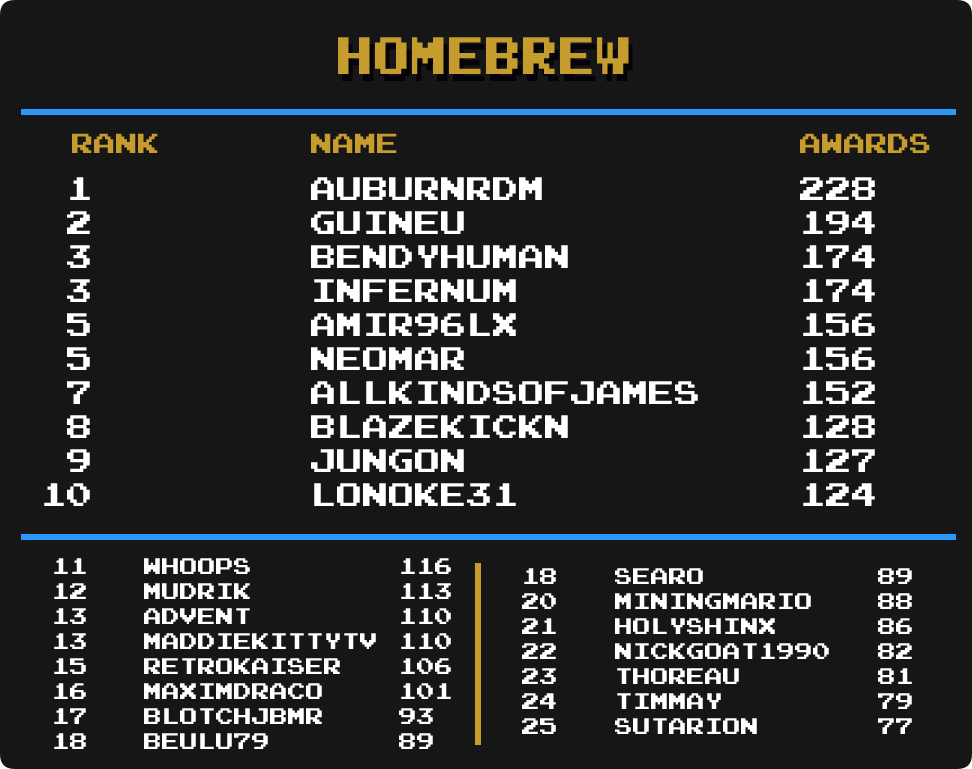 HOMEBREW
RANK NAME AWARDS
1 AUBURNRDM 228
2 GUINEU 194
3 BENDYHUMAN 174
3 INFERNUM 174
5 AMIR96LX 156
5 NEOMAR 156
7 ALLKINDSOFJAMES 152
8 BLAZEKICKN 128
9 JUNGON 127
10 LONOKE31 124
11 WHOOPS 116
12 MUDRIK 113
13 ADVENT 110
13 MADDIEKITTYTV 110
15 RETROKAISER 106
16 MAXIMDRACO 101
17 BLOTCHJBMR 93
18 BEULU79 89
18 SEARO 89
20 MININGMARIO 88
21 HOLYSHINX 86
22 NICKGOAT1990 82
23 THOREAU 81
24 TIMMAY 79
25 SUTARION 77